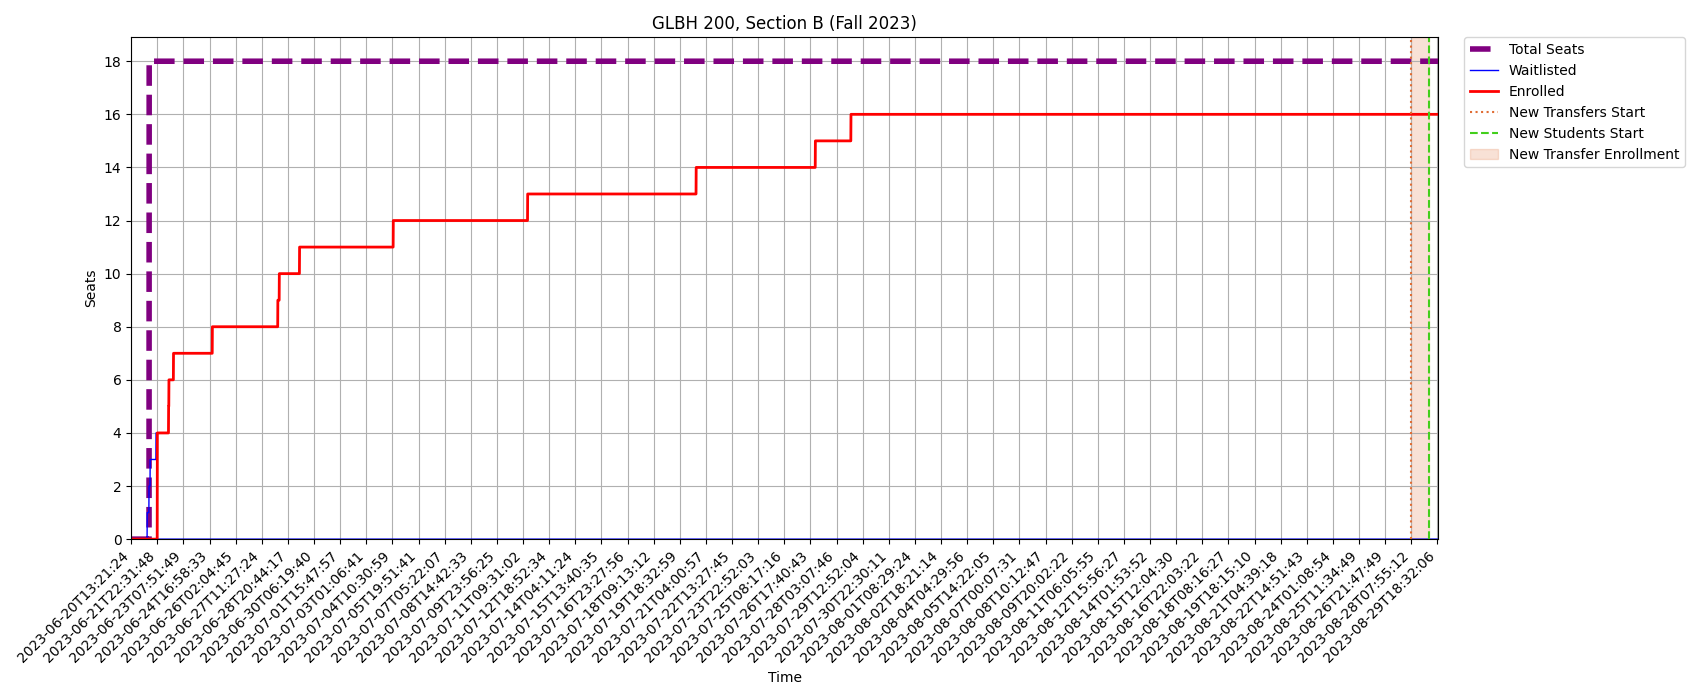 GLBH 200, Section B (Fall 2023)
Total Seats
Waitlisted
Enrolled
New Transfers Start
New Students Start
New Transfer Enrollment
Seats
18
16
14
12
10
8
6
4
2
0
2023-06-20T13:21:24
2023-06-21T22:31:48
2023-06-23T07:51:49
2023-06-24T16:58:33
2023-06-26T02:04:45
2023-06-27T11:27:24
2023-06-28T20:44:17
2023-06-30T06:19:40
2023-07-01T15:47:57
2023-07-03T01:06:41
2023-07-04T10:30:59
2023-07-05T19:51:41
2023-07-07T05:22:07
2023-07-08T14:42:33
2023-07-09T23:56:25
2023-07-11T09:31:02
2023-07-12T18:52:34
2023-07-14T04:11:24
2023-07-15T13:40:35
2023-07-16T23:27:56
2023-07-18T09:13:12
2023-07-19T18:32:59
2023-07-21T04:00:57
2023-07-22T13:27:45
2023-07-23T22:52:03
2023-07-25T08:17:16
2023-07-26T17:40:43
2023-07-28T03:07:46
2023-07-29T12:52:04
2023-07-30T22:30:11
2023-08-01T08:29:24
2023-08-02T18:21:14
2023-08-04T04:29:56
2023-08-05T14:22:05
2023-08-07T00:07:31
2023-08-08T10:12:47
2023-08-09T20:02:22
2023-08-11T06:05:55
2023-08-12T15:56:27
2023-08-14T01:53:52
2023-08-15T12:04:30
2023-08-16T22:03:22
2023-08-18T08:16:27
2023-08-19T18:15:10
2023-08-21T04:39:18
2023-08-22T14:51:43
2023-08-24T01:08:54
2023-08-25T11:34:49
2023-08-26T21:47:49
2023-08-28T07:55:12
2023-08-29T18:32:06
Time